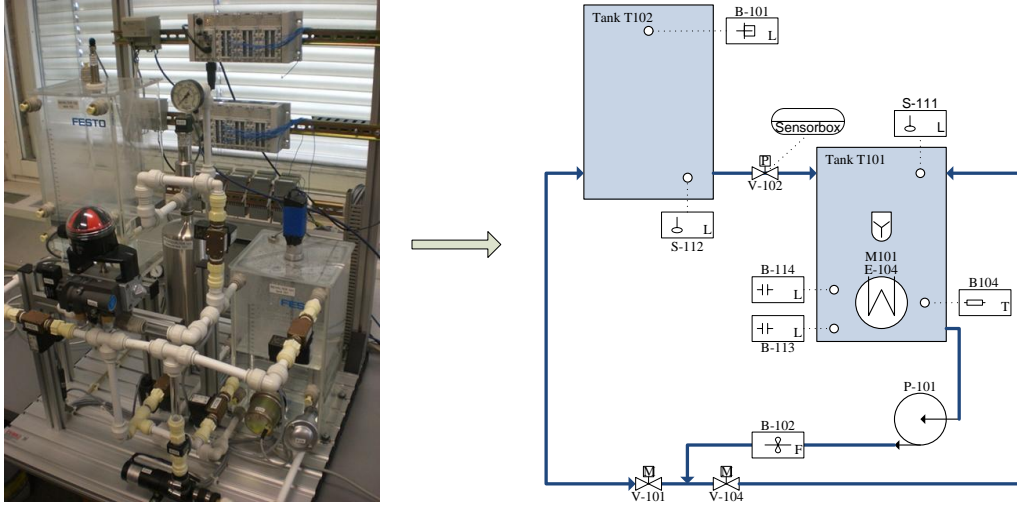 FESTO
FES
Tank T102
B-101
L
Sensorbox
S-111
L
P
V-102
Tank T101
L
S-112
M101
E-104
B-114
L
B104
T
L
B-113
P-101
B-102
F
M
V-101
M
V-104